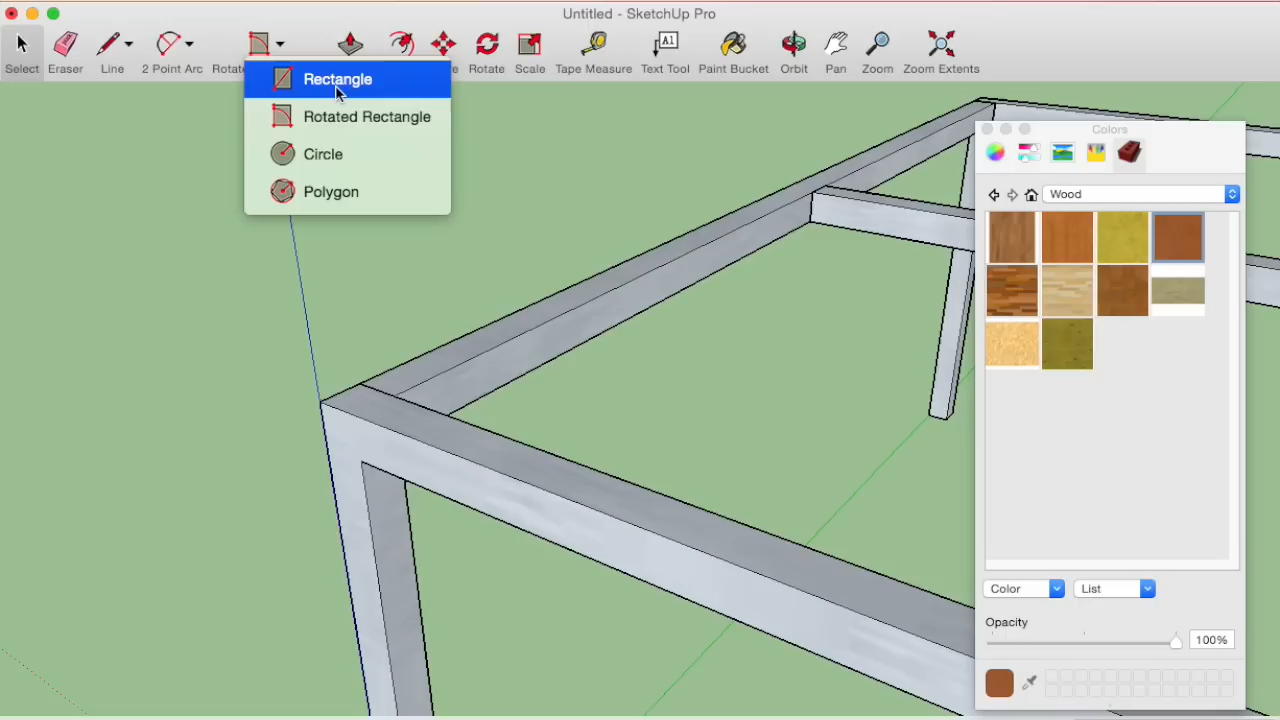 Untitled - SketchUp Pro
Select
Eraser
Line
2 Point Arc
Rotate
Scale
Tape Measure
Text Tool
Paint Bucket
Orbit
Pan
Zoom
Zoom Extents
Rectangle
Rotated Rectangle
Circle
Polygon
Colors
Wood
Color
List
Opacity
100%